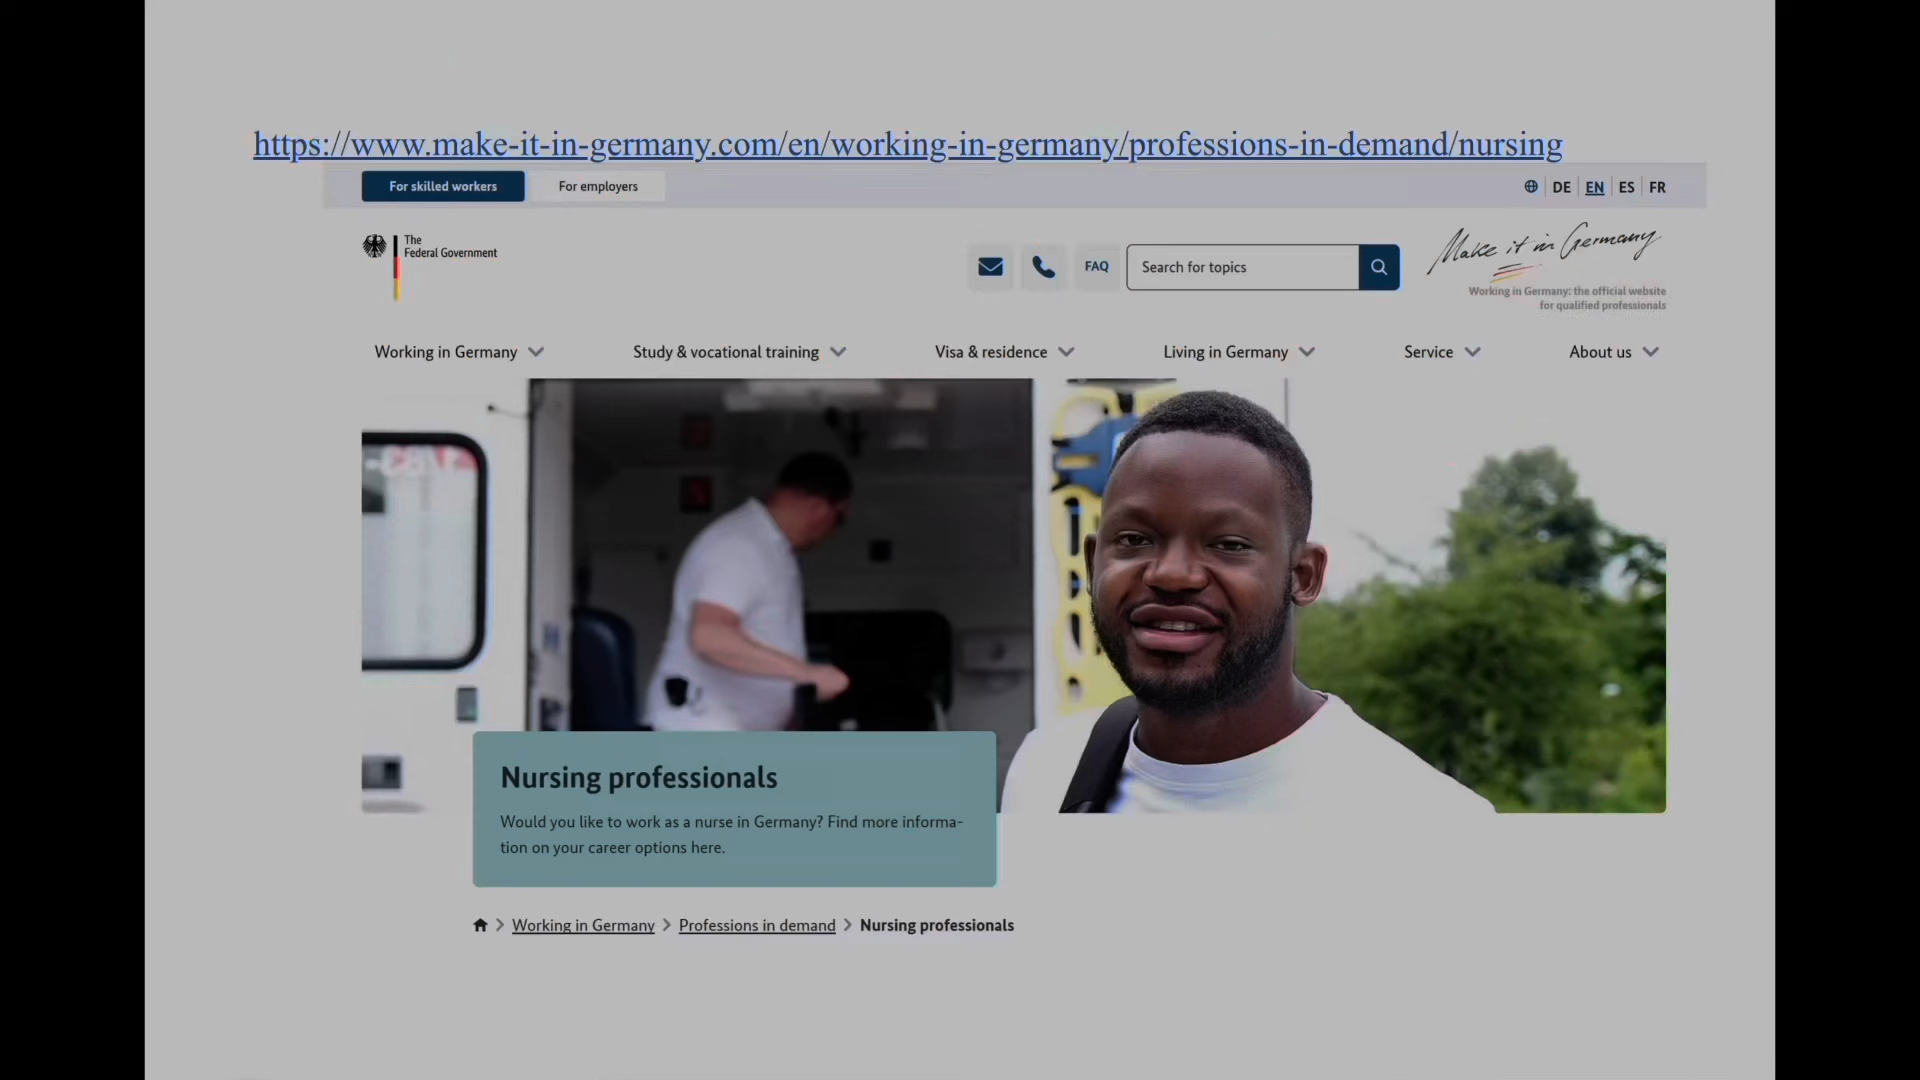 https://www.make-it-in-germany.com/en/working-in-germany/professions-in-demand/nursing
For skilled workers
For employers
DE
EN
ES
FR
The
Federal Government
FAQ
Search for topics
Make it in Germany
Working in Germany: the official website
for qualified professionals
Working in Germany
Study & vocational training
Visa & residence
Living in Germany
Service
About us
Nursing professionals
Would you like to work as a nurse in Germany? Find more informa-
tion on your career options here.
Working in Germany
Professions in demand
Nursing professionals